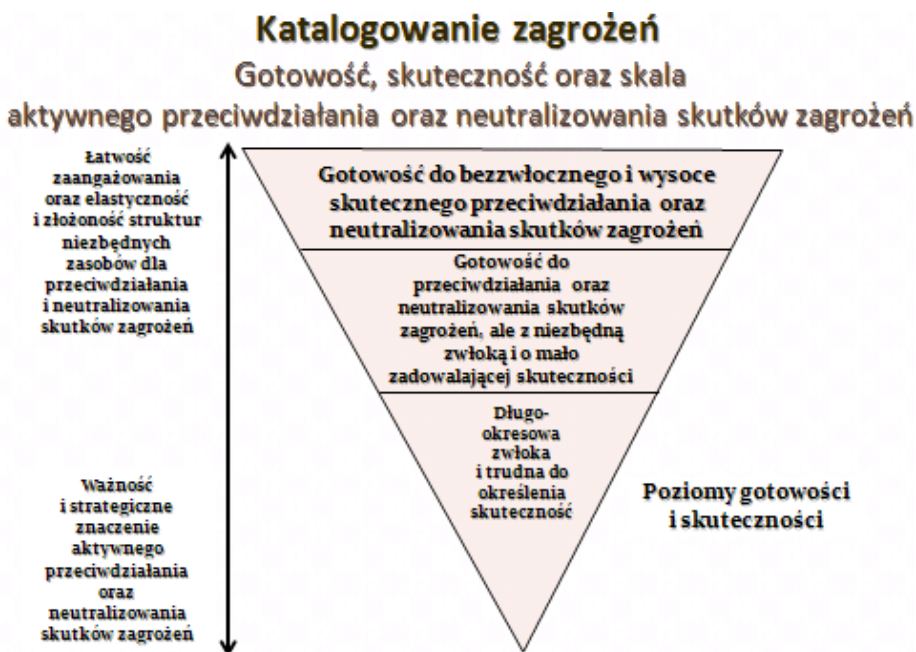 Katalogowanie zagrożeń
Gotowość, skuteczność oraz skala
aktywnego przeciwdziałania oraz neutralizowania skutków zagrożeń
Łatwość
zaangażowania
oraz elastyczność
i złożoność struktur
niezbędnych
zasobów dla
przeciwdziałania
i neutralizowania
skutków zagrożeń
Gotowość do bezzwłocznego i wysoce
skutecznego przeciwdziałania oraz
neutralizowania skutków zagrożeń
Gotowość do
przeciwdziałania oraz
neutralizowania skutków
zagrożeń, ale z niezbędną
zwłoką i o mało
zadowalającej skuteczności
Długo-
okresowa
zwłoka
i trudna do
określenia
skuteczność
Ważność
i strategiczne
znaczenie
aktywnego
przeciwdziałania
oraz
neutralizowania
skutków zagrożeń
Poziomy gotowości
i skuteczności